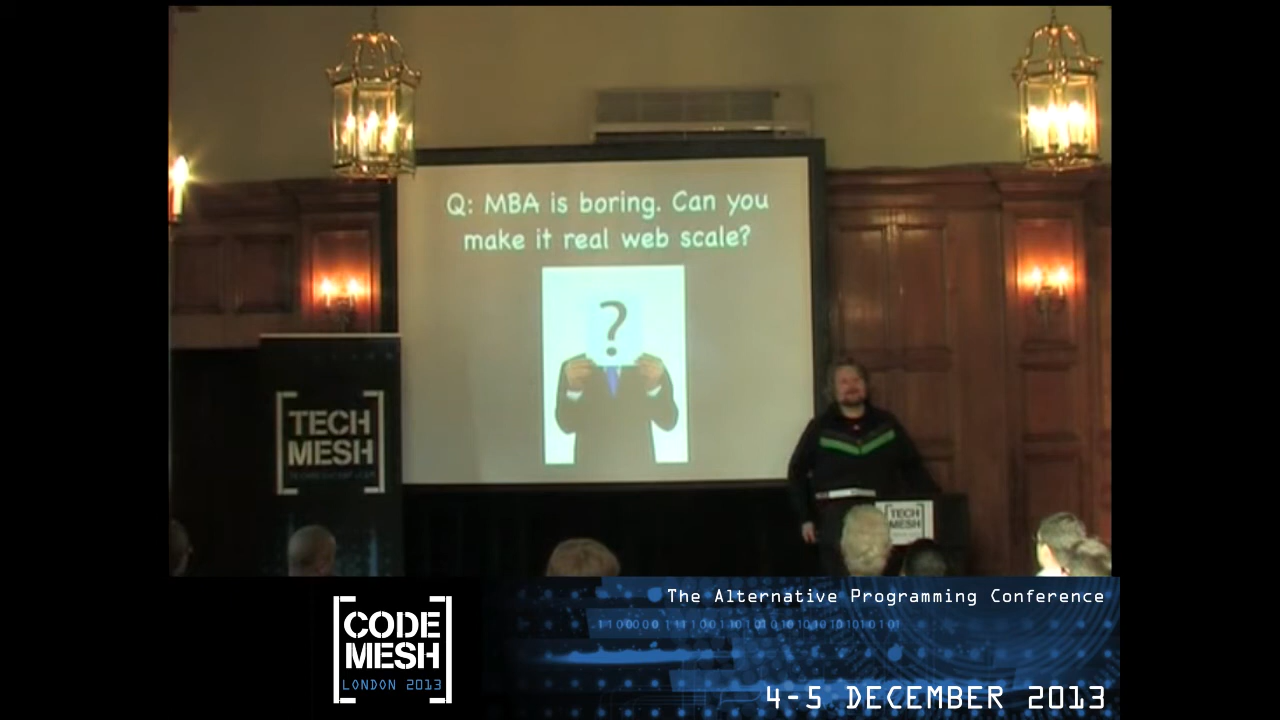 Q: MBA is boring. Can you
make it real web scale?
?
TECH
MESH
TECH
MESH
CODE
MESH
LONDON 2013
The Alternative Programming Conference
4-5 DECEMBER 2013